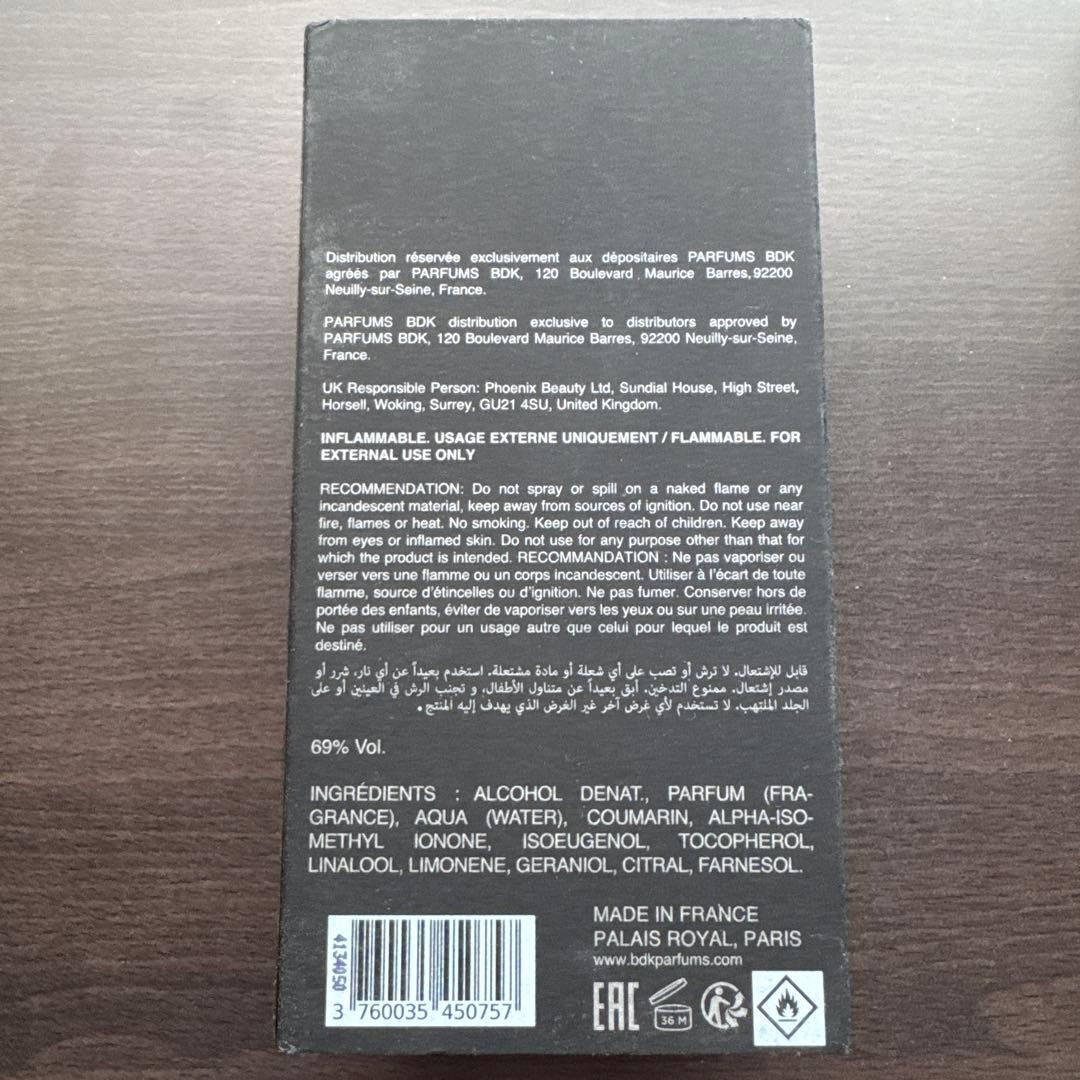 Distribution réservée exclusivement aux dépositaires PARFUMS BDK
agréés par PARFUMS BDK, 120 Boulevard Maurice Barres,92200
Neuilly-sur-Seine, France.
PARFUMS BDK distribution exclusive to distributors approved by
PARFUMS BDK, 120 Boulevard Maurice Barres, 92200 Neuilly-sur-Seine,
France.
UK Responsible Person: Phoenix Beauty Ltd, Sundial House, High Street,
Horsell, Woking, Surrey, GU21 4SU, United Kingdom.
INFLAMMABLE. USAGE EXTERNE UNIQUEMENT / FLAMMABLE. FOR
EXTERNAL USE ONLY
RECOMMENDATION: Do not spray or spill on a naked flame or any
incandescent material, keep away from sources of ignition. Do not use near
fire, flames or heat. No smoking. Keep out of reach of children. Keep away
from eyes or inflamed skin. Do not use for any purpose other than that for
which the product is intended. RECOMMANDATION : Ne pas vaporiser ou
verser vers une flamme ou un corps incandescent. Utiliser à l'écart de toute
flamme, source d'étincelles ou d'ignition. Ne pas fumer. Conserver hors de
portée des enfants, éviter de vaporiser vers les yeux ou sur une peau irritée.
Ne pas utiliser pour un usage autre que celui pour lequel le produit est
destiné.
قابل للإشتعال. لا ترش أو تصب على أي شعلة أو مادة مشتعلة. استخدم بعيداً عن أي نار، شرر أو
مصدر إشتعال. ممنوع التدخين. أبق بعيداً عن متناول الأطفال، و تجنب الرش في العينين أو على
الجلد الملتهب. لا تستخدم لأي غرض آخر غير الغرض الذي يهدف إليه المنتج.
69% Vol.
INGRÉDIENTS : ALCOHOL DENAT., PARFUM (FRA-
GRANCE), AQUA (WATER), COUMARIN, ALPHA-ISO-
METHYL IONONE, ISOEUGENOL, TOCOPHEROL,
LINALOOL, LIMONENE, GERANIOL, CITRAL, FARNESOL.
MADE IN FRANCE
PALAIS ROYAL, PARIS
www.bdkparfums.com
4134050
3 760035 450757
EAC
36 M